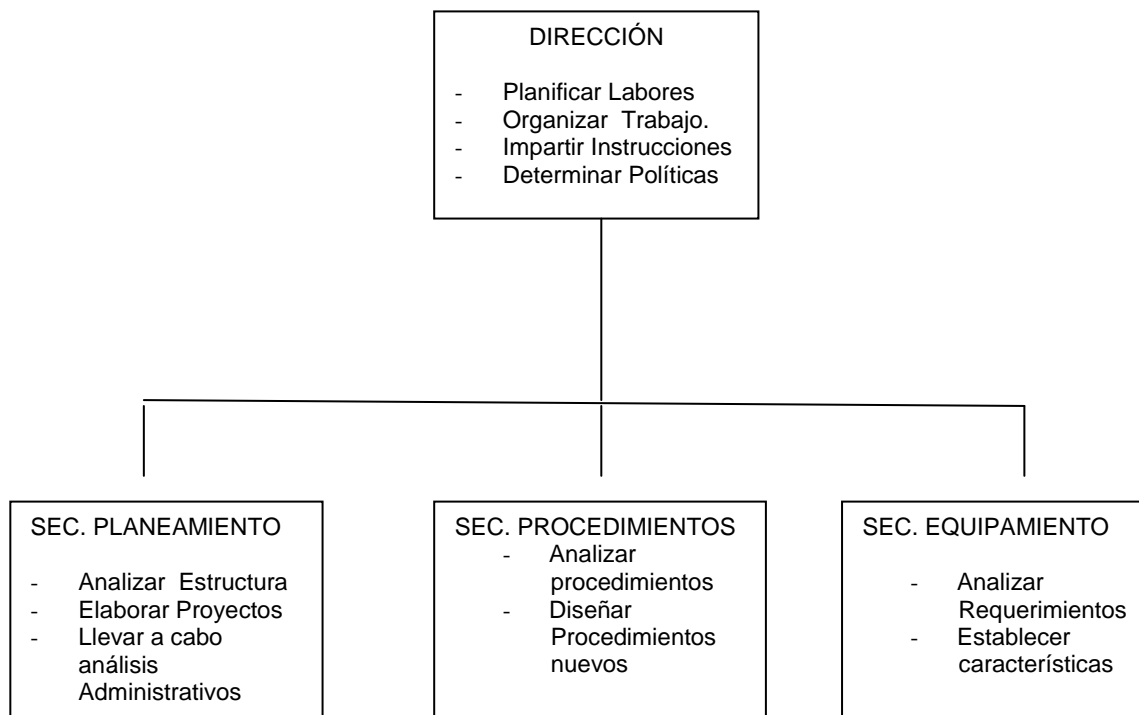 DIRECCIÓN
- Planificar Labores
- Organizar Trabajo.
- Impartir Instrucciones
- Determinar Políticas
SEC. PLANEAMIENTO
- Analizar Estructura
- Elaborar Proyectos
- Llevar a cabo
análisis
Administrativos
SEC. PROCEDIMIENTOS
- Analizar
procedimientos
- Diseñar
Procedimientos
nuevos
SEC. EQUIPAMIENTO
- Analizar
Requerimientos
- Establecer
características